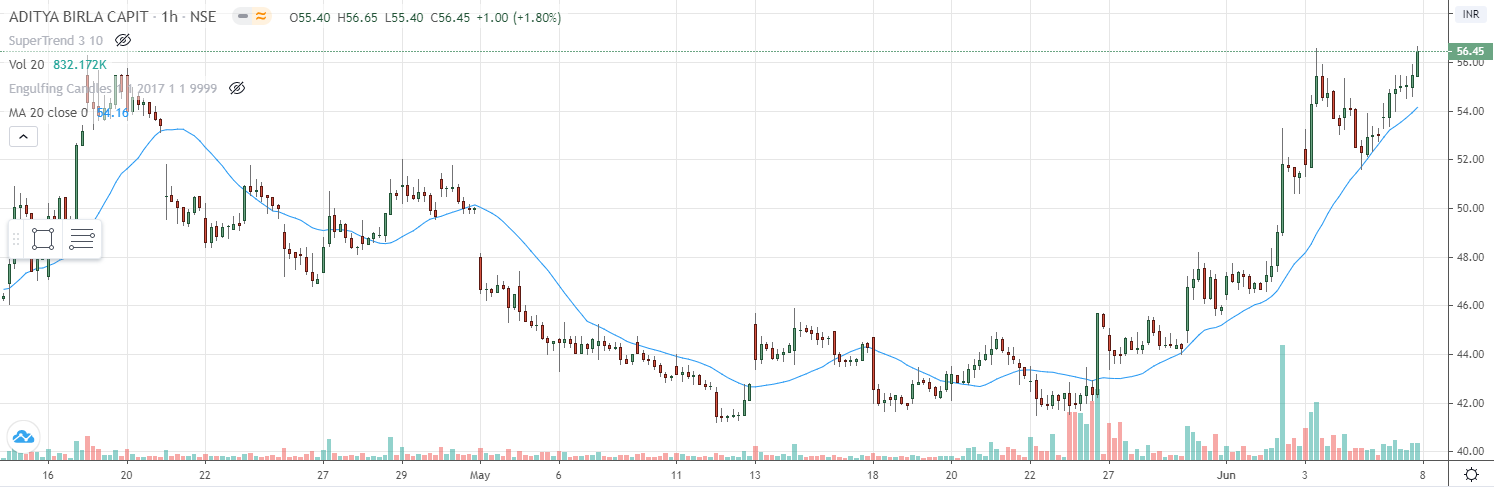 ADITYA BIRLA CAPIT · 1h · NSE O55.40 H56.65 L55.40 C56.45 +1.00 (+1.80%) INR
SuperTrend 3 10
56.45
Vol 20 832.172K
56.00
Engulfing Candles 1 1 2017 1 1 9999
MA 20 close 0 54.16
54.00
52.00
50.00
48.00
46.00
44.00
42.00
40.00
16 20 22 27 29 May 6 11 13 18 20 22 27 Jun 3 8